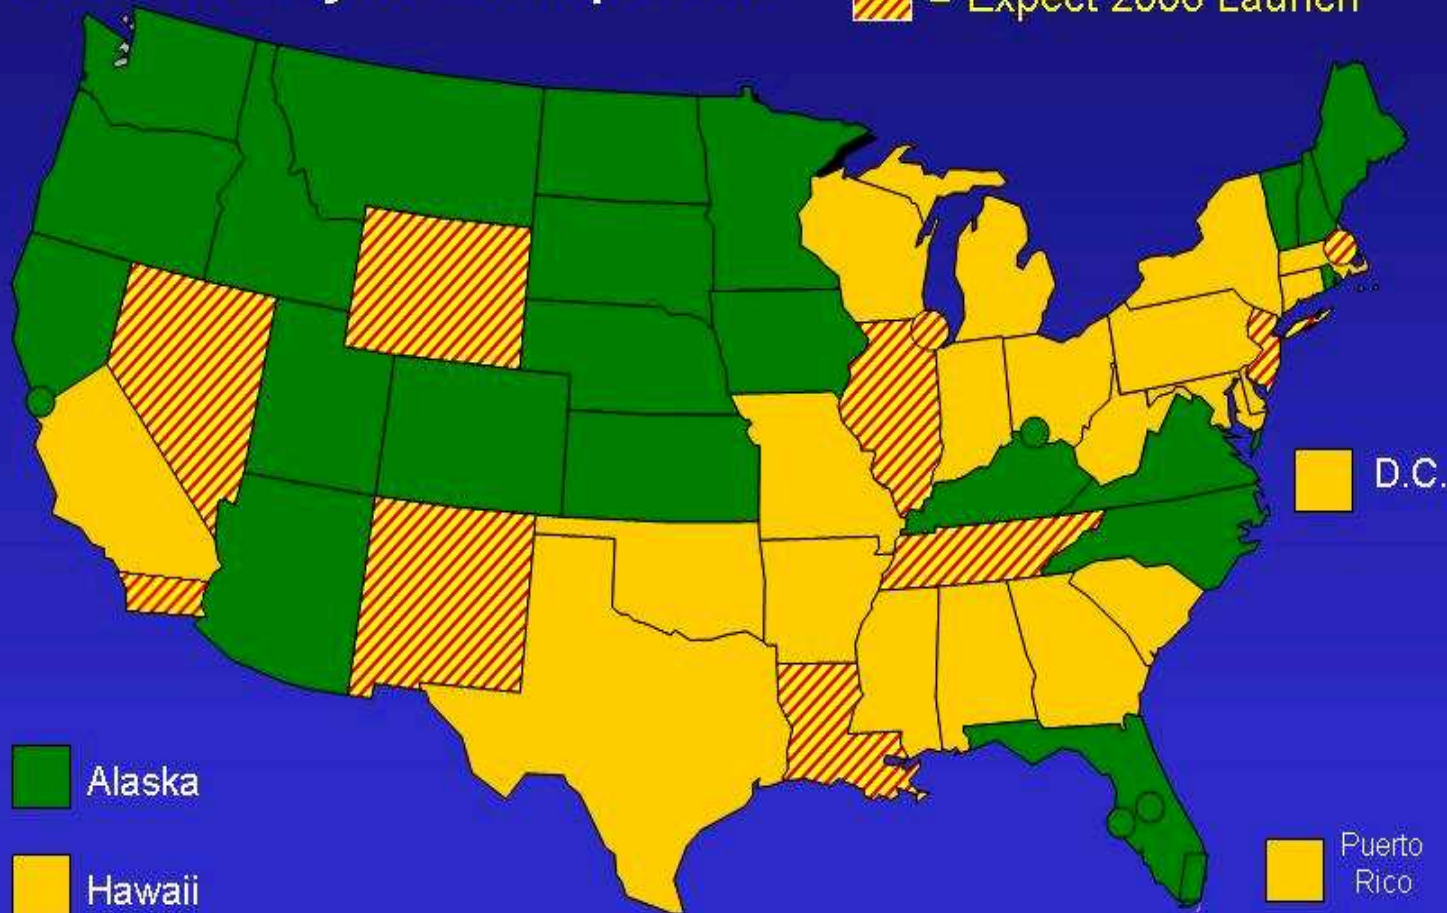 = Expect 2006 Launch
D.C.
Alaska
Hawaii
Puerto
Rico